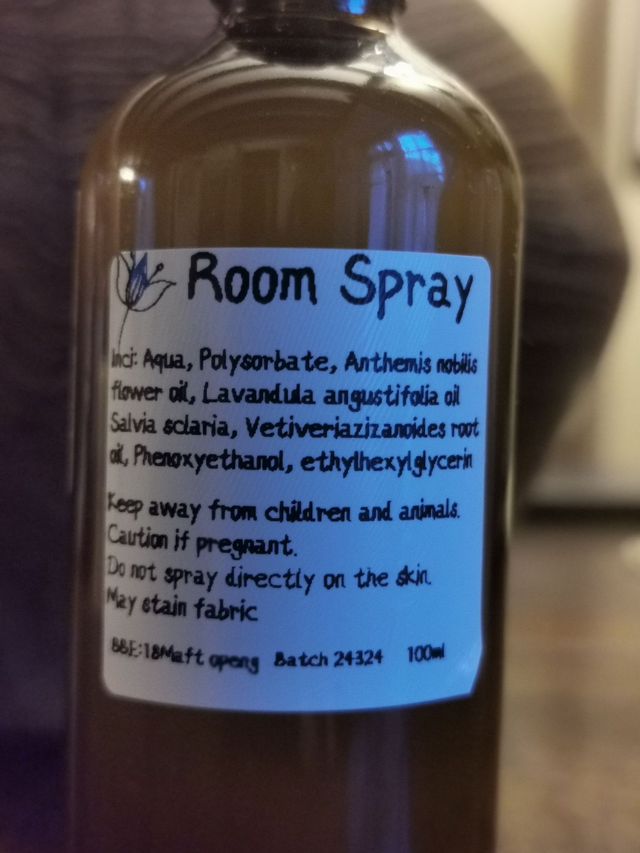 Room Spray
Inci: Aqua, Polysorbate, Anthemis nobilis
flower oil, Lavandula angustifolia oil
Salvia sclaria, Vetiveriazizanoides root
oil, Phenoxyethanol, ethylhexylglycerin
Keep away from children and animals.
Caution if pregnant.
Do not spray directly on the skin.
May stain fabric
BBE:18Maft openg Batch 24324 100ml